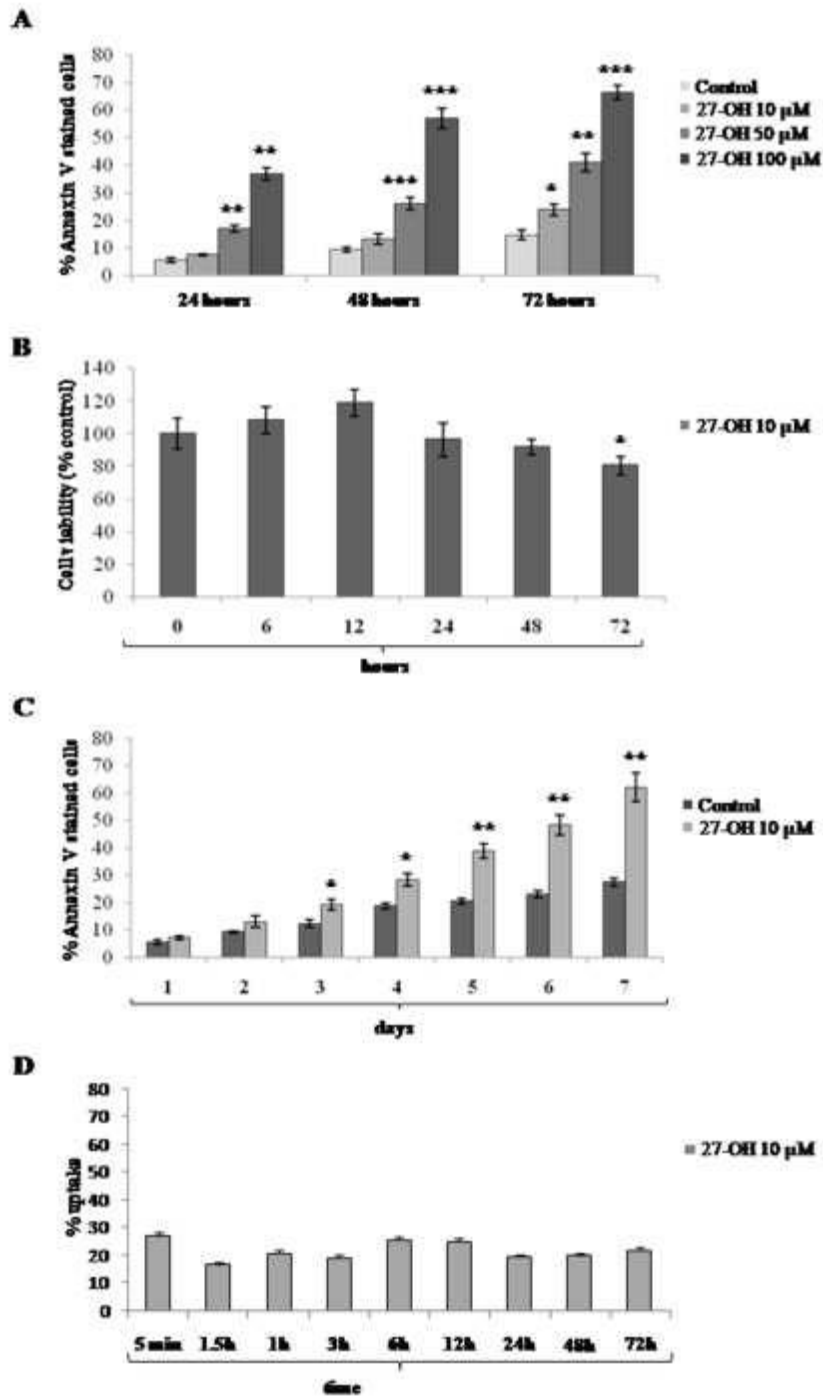 A
% Annexin V stained cells
80
70
60
50
40
30
20
10
0
** ** *** *** * ** ***
24 hours 48 hours 72 hours
Control
27-OH 10 µM
27-OH 50 µM
27-OH 100 µM
B
Cell viability (% control)
140
120
100
80
60
40
20
0
*
0 6 12 24 48 72
hours
27-OH 10 µM
C
% Annexin V stained cells
80
70
60
50
40
30
20
10
0
* * ** ** **
1 2 3 4 5 6 7
days
Control
27-OH 10 µM
D
% uptake
80
70
60
50
40
30
20
10
0
5 min 1.5h 1h 3h 6h 12h 24h 48h 72h
time
27-OH 10 µM